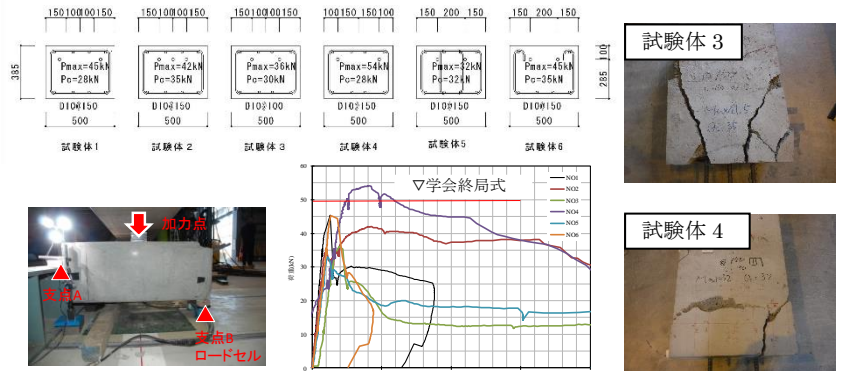 150100100150
150100100150
150100100150
100 150 150100
150 200 150
150 200 150
385
Pmax=45kN
Pc=28kN
Pmax=42kN
Pc=35kN
Pmax=36kN
Pc=30kN
Pmax=54kN
Pc=28kN
Pmax=32kN
Pc=32kN
Pmax=45kN
Pc=35kN
100
285
D10@150
D10@150
D10@100
D10@150
D10@150
D10@150
500
500
500
500
500
500
試験体1
試験体2
試験体3
試験体4
試験体5
試験体6
試験体3
加力点
支点A
支点B
ロードセル
60
50
40
30
20
10
0
荷重(kN)
▽学会終局式
NO1
NO2
NO3
NO4
NO5
NO6
試験体4